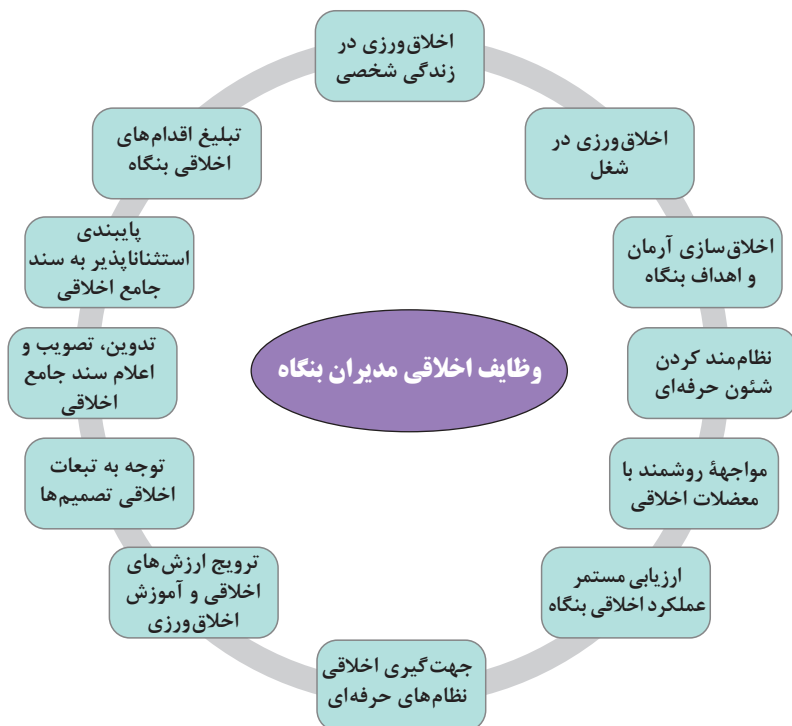 اخلاق‌ورزی در
زندگی شخصی
اخلاق‌ورزی در
شغل
اخلاق‌سازی آرمان
و اهداف بنگاه
نظام‌مند کردن
شئون حرفه‌ای
مواجههٔ روشمند با
معضلات اخلاقی
ارزیابی مستمر
عملکرد اخلاقی بنگاه
جهت‌گیری اخلاقی
نظام‌های حرفه‌ای
ترویج ارزش‌های
اخلاقی و آموزش
اخلاق‌ورزی
توجه به تبعات
اخلاقی تصمیم‌ها
تدوین، تصویب و
اعلام سند جامع
اخلاقی
پایبندی
استثناناپذیر به سند
جامع اخلاقی
تبلیغ اقدام‌های
اخلاقی بنگاه
وظایف اخلاقی مدیران بنگاه